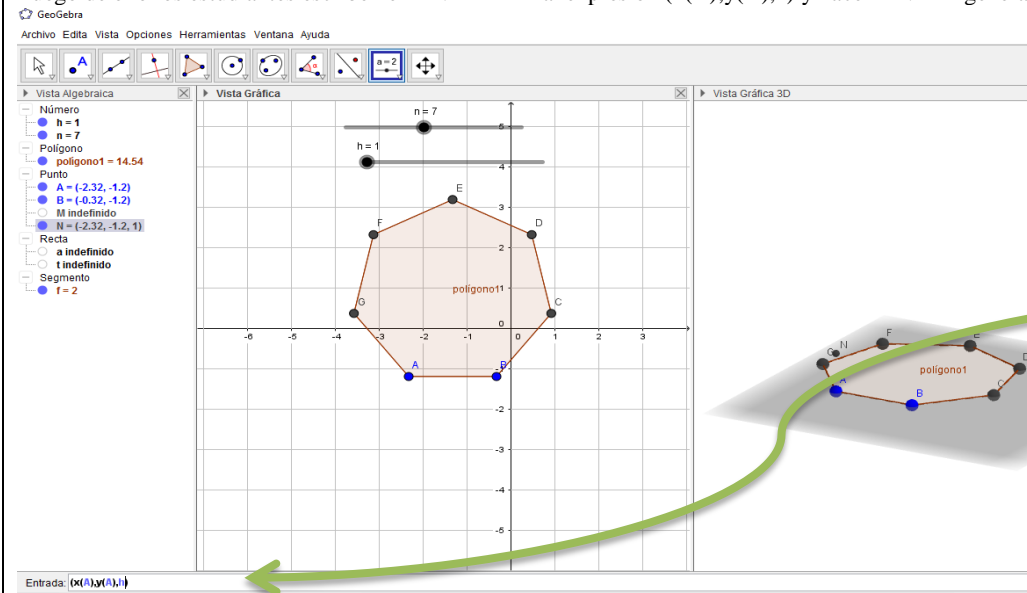 GeoGebra
Archivo Edita Vista Opciones Herramientas Ventana Ayuda
A
a = 2
Vista Algebraica
Número
h = 1
n = 7
Polígono
polígono1 = 14.54
Punto
A = (-2.32, -1.2)
B = (-0.32, -1.2)
M indefinido
N = (-2.32, -1.2, 1)
Recta
a indefinido
t indefinido
Segmento
f = 2
Vista Gráfica
n = 7
h = 1
5
4
3
2
1
0
-2
-3
-4
-5
-6 -5 -4 -3 -2 -1 0 1 2 3
E
F
D
G
C
A
B
polígono1
Vista Gráfica 3D
F
E
G
N
D
polígono1
A
B
C
Entrada: (x(A),y(A),h)